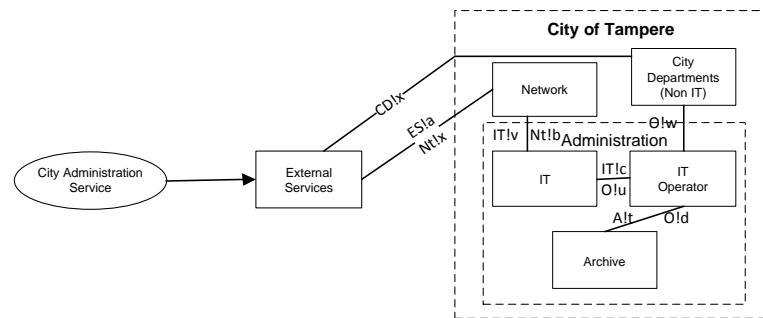 City of Tampere
City
Departments
(Non IT)
Network
CD!x
ES!a
Nt!x
O!w
IT!v
Nt!b
Administration
City Administration
Service
External
Services
IT
IT!c
O!u
IT
Operator
A!t
O!d
Archive